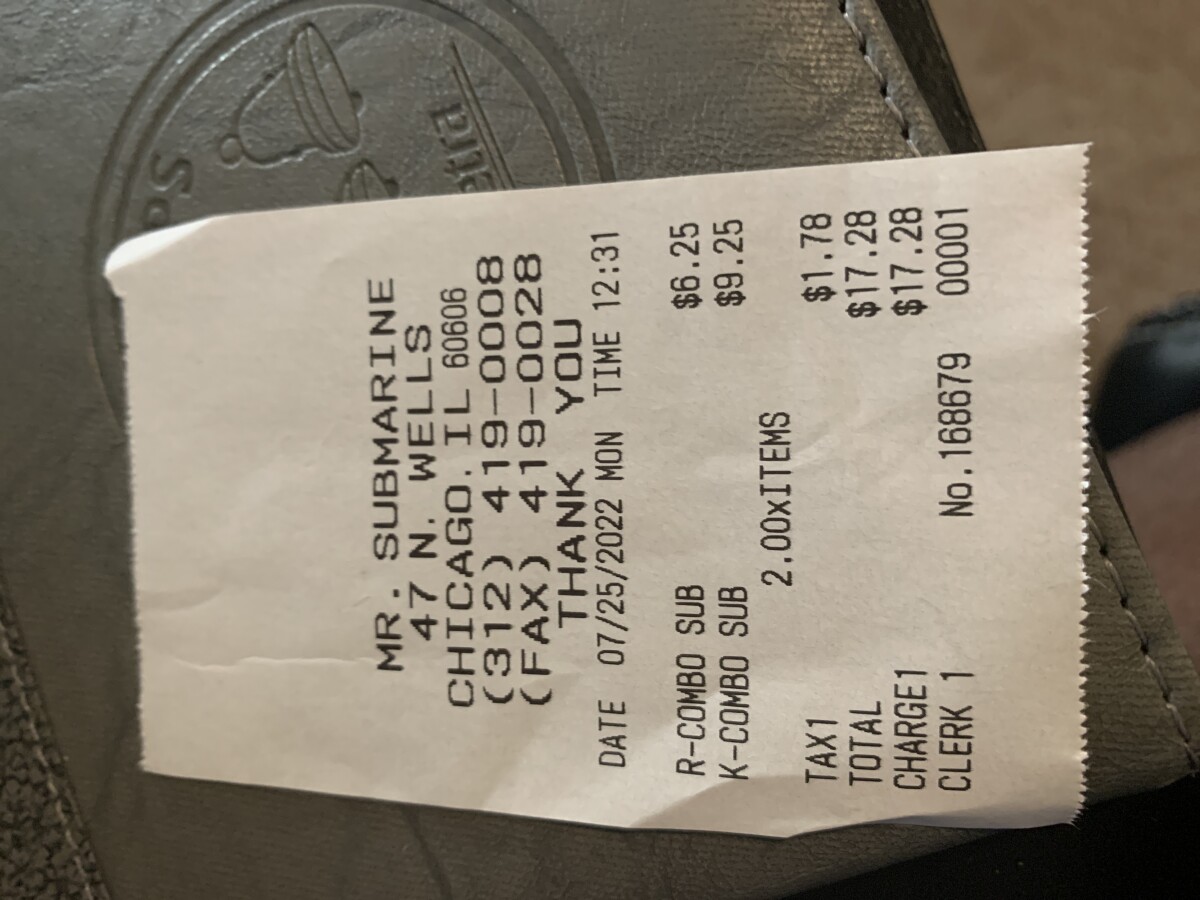 MR. SUBMARINE
47 N. WELLS
CHICAGO.IL 60606
(312) 419-0008
(FAX) 419-0028
THANK YOU
DATE 07/25/2022 MON TIME 12:31
R-COMBO SUB $6.25
K-COMBO SUB $9.25
2.00xITEMS
TAX1 $1.78
TOTAL $17.28
CHARGE1 $17.28
CLERK 1 No.168679 00001